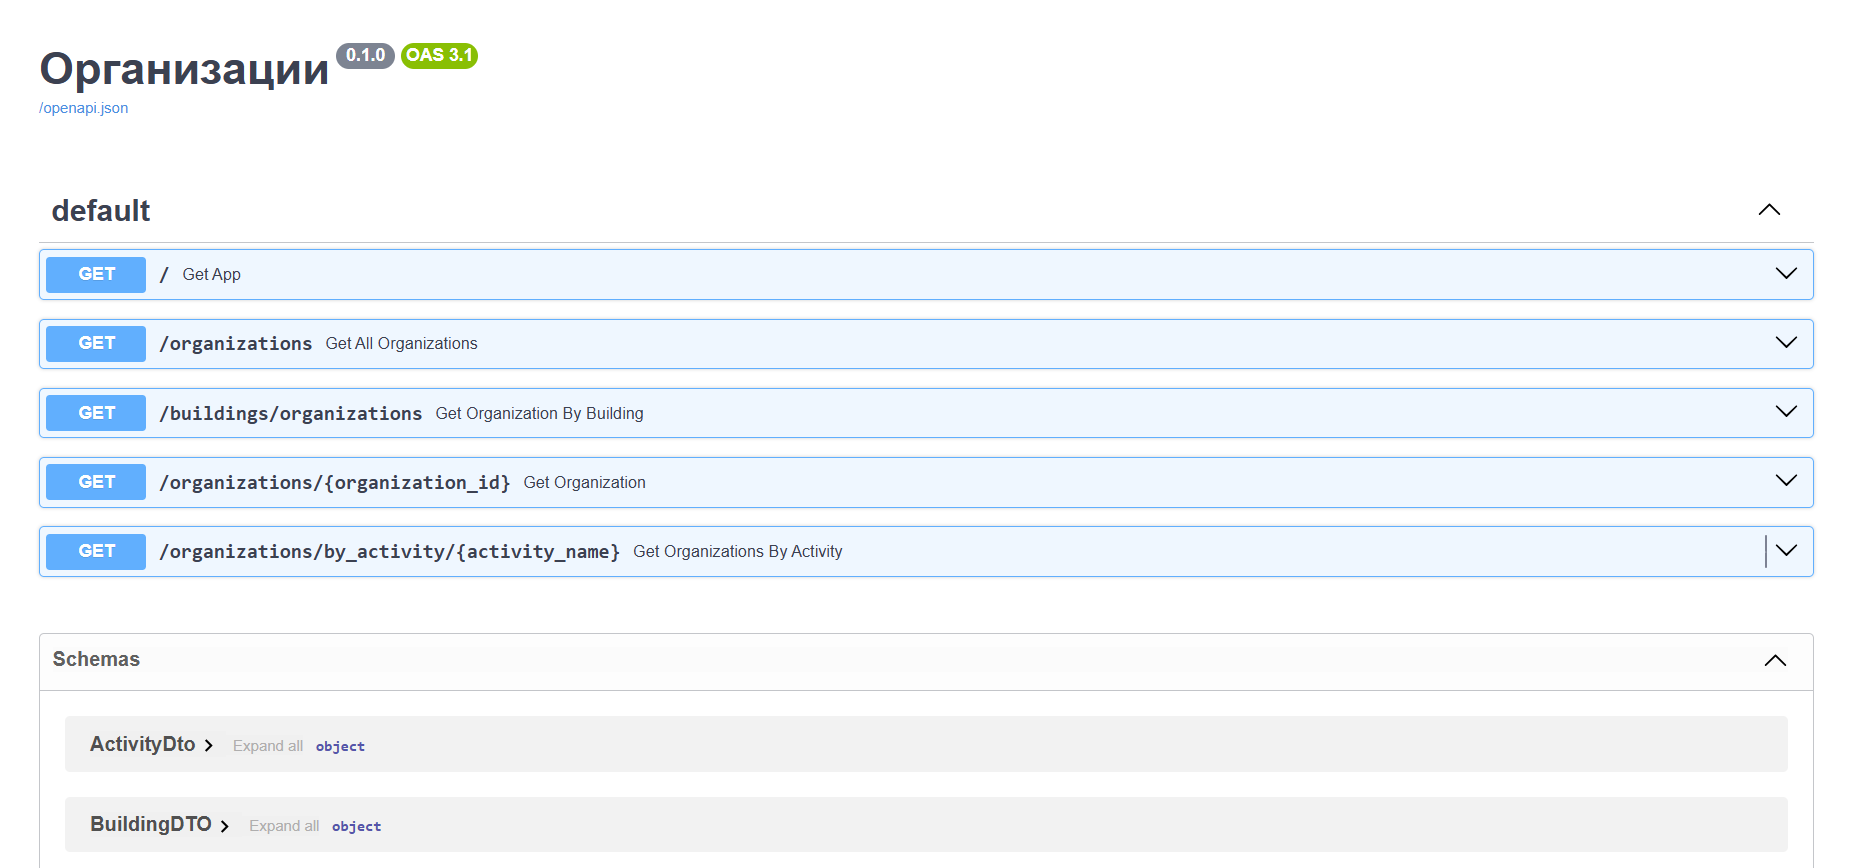 Организации 0.1.0 OAS 3.1
/openapi.json
default
GET / Get App
GET /organizations Get All Organizations
GET /buildings/organizations Get Organization By Building
GET /organizations/{organization_id} Get Organization
GET /organizations/by_activity/{activity_name} Get Organizations By Activity
Schemas
ActivityDto Expand all object
BuildingDTO Expand all object